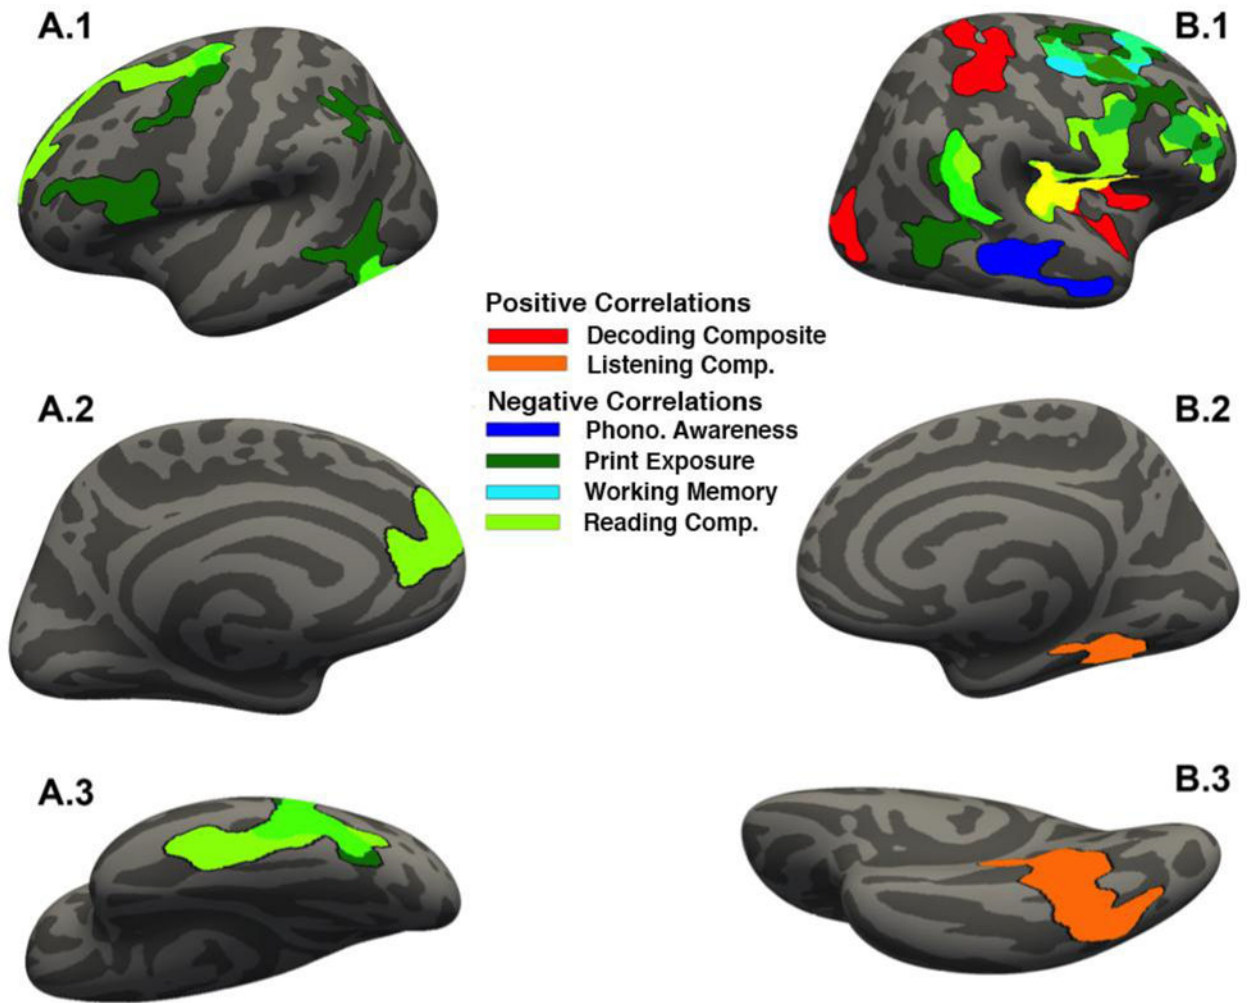 A.1
B.1
Positive Correlations
Decoding Composite
Listening Comp.
Negative Correlations
Phono. Awareness
Print Exposure
Working Memory
Reading Comp.
A.2
B.2
A.3
B.3